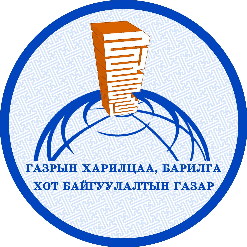 ГАЗРЫН ХАРИЛЦАА, БАРИЛГА
ХОТ БАЙГУУЛАЛТЫН ГАЗАР